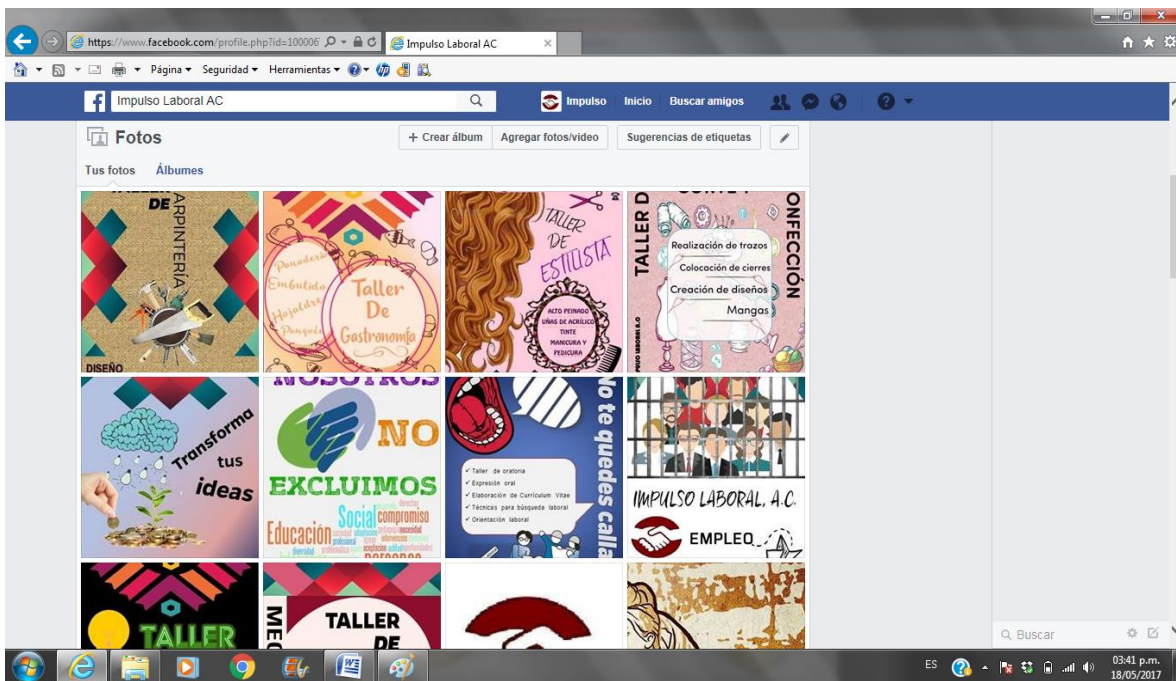 https://www.facebook.com/profile.php?id=100006
Impulso Laboral AC
Página Seguridad Herramientas
Impulso Laboral AC
Impulso Inicio Buscar amigos
Fotos
+ Crear álbum Agregar fotos/video Sugerencias de etiquetas
Tus fotos Álbumes
DE
ARPINTERÍA
DISEÑO
Panadería
Embutido
Hojaldre
Panqués
Taller
De
Gastronomía
TALLER
DE
ESTILISTA
ALTO PEINADO
UÑAS DE ACRÍLICO
TINTE
MANICURA Y
PEDICURA
TALLER D
ONFECCIÓN
Realización de trazos
Colocación de cierres
Creación de diseños
Mangas
Transforma
tus
ideas
NOSOTROS
NO
EXCLUIMOS
Social compromiso
Educación
No te quedes calla
✓ Taller de oratoria
✓ Expresión oral
✓ Elaboración de Currículum Vitae
✓ Técnicas para búsqueda laboral
✓ Orientación laboral
IMPULSO LABORAL, A.C.
EMPLEO
TALLER
MEC
TALLER
DE
Buscar
ES
03:41 p.m.
18/05/2017